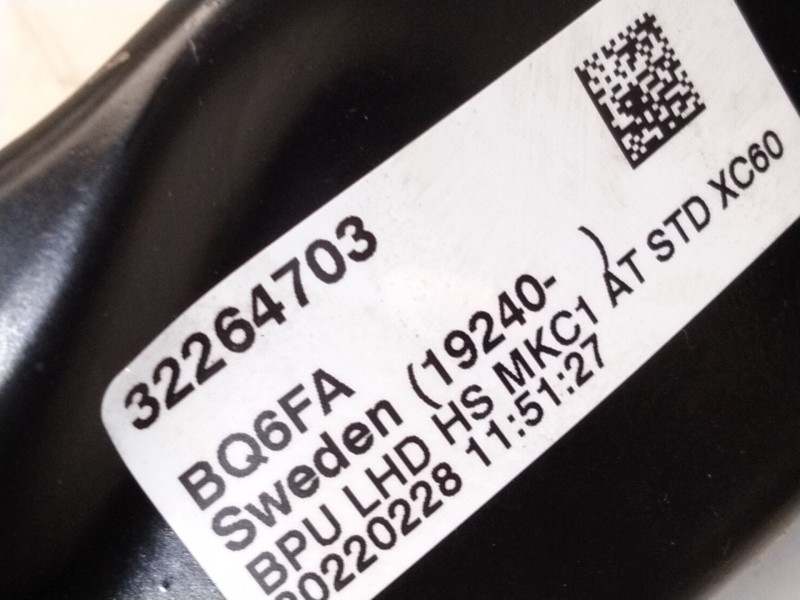 32264703
BQ6FA
Sweden (19240- )
BPU LHD HS MKC1 AT STD XC60
20220228 11:51:27